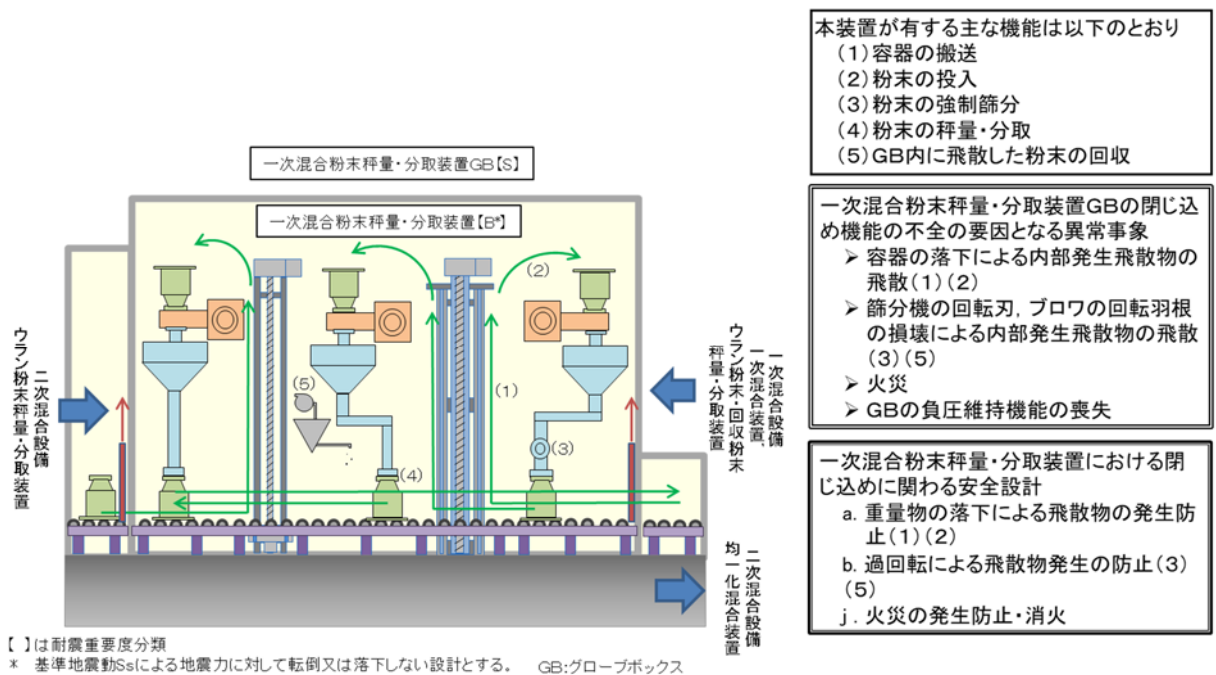 一次混合粉末秤量・分取装置GB【S】
一次混合粉末秤量・分取装置【B*】
(2)
(5)
(1)
(3)
(4)
二次混合設備
ウラン粉末秤量・分取装置
一次混合設備
一次混合装置、
ウラン粉末・回収粉末
秤量・分取装置
二次混合設備
均一化混合装置
【 】は耐震重要度分類
* 基準地震動Ssによる地震力に対して転倒又は落下しない設計とする。 GB:グローブボックス
本装置が有する主な機能は以下のとおり
(1)容器の搬送
(2)粉末の投入
(3)粉末の強制篩分
(4)粉末の秤量・分取
(5)GB内に飛散した粉末の回収
一次混合粉末秤量・分取装置GBの閉じ込
め機能の不全の要因となる異常事象
➢ 容器の落下による内部発生飛散物の
飛散(1)(2)
➢ 篩分機の回転刃，ブロワの回転羽根
の損壊による内部発生飛散物の飛散
(3)(5)
➢ 火災
➢ GBの負圧維持機能の喪失
一次混合粉末秤量・分取装置における閉
じ込めに関わる安全設計
a. 重量物の落下による飛散物の発生防
止(1)(2)
b. 過回転による飛散物発生の防止(3)
(5)
j. 火災の発生防止・消火